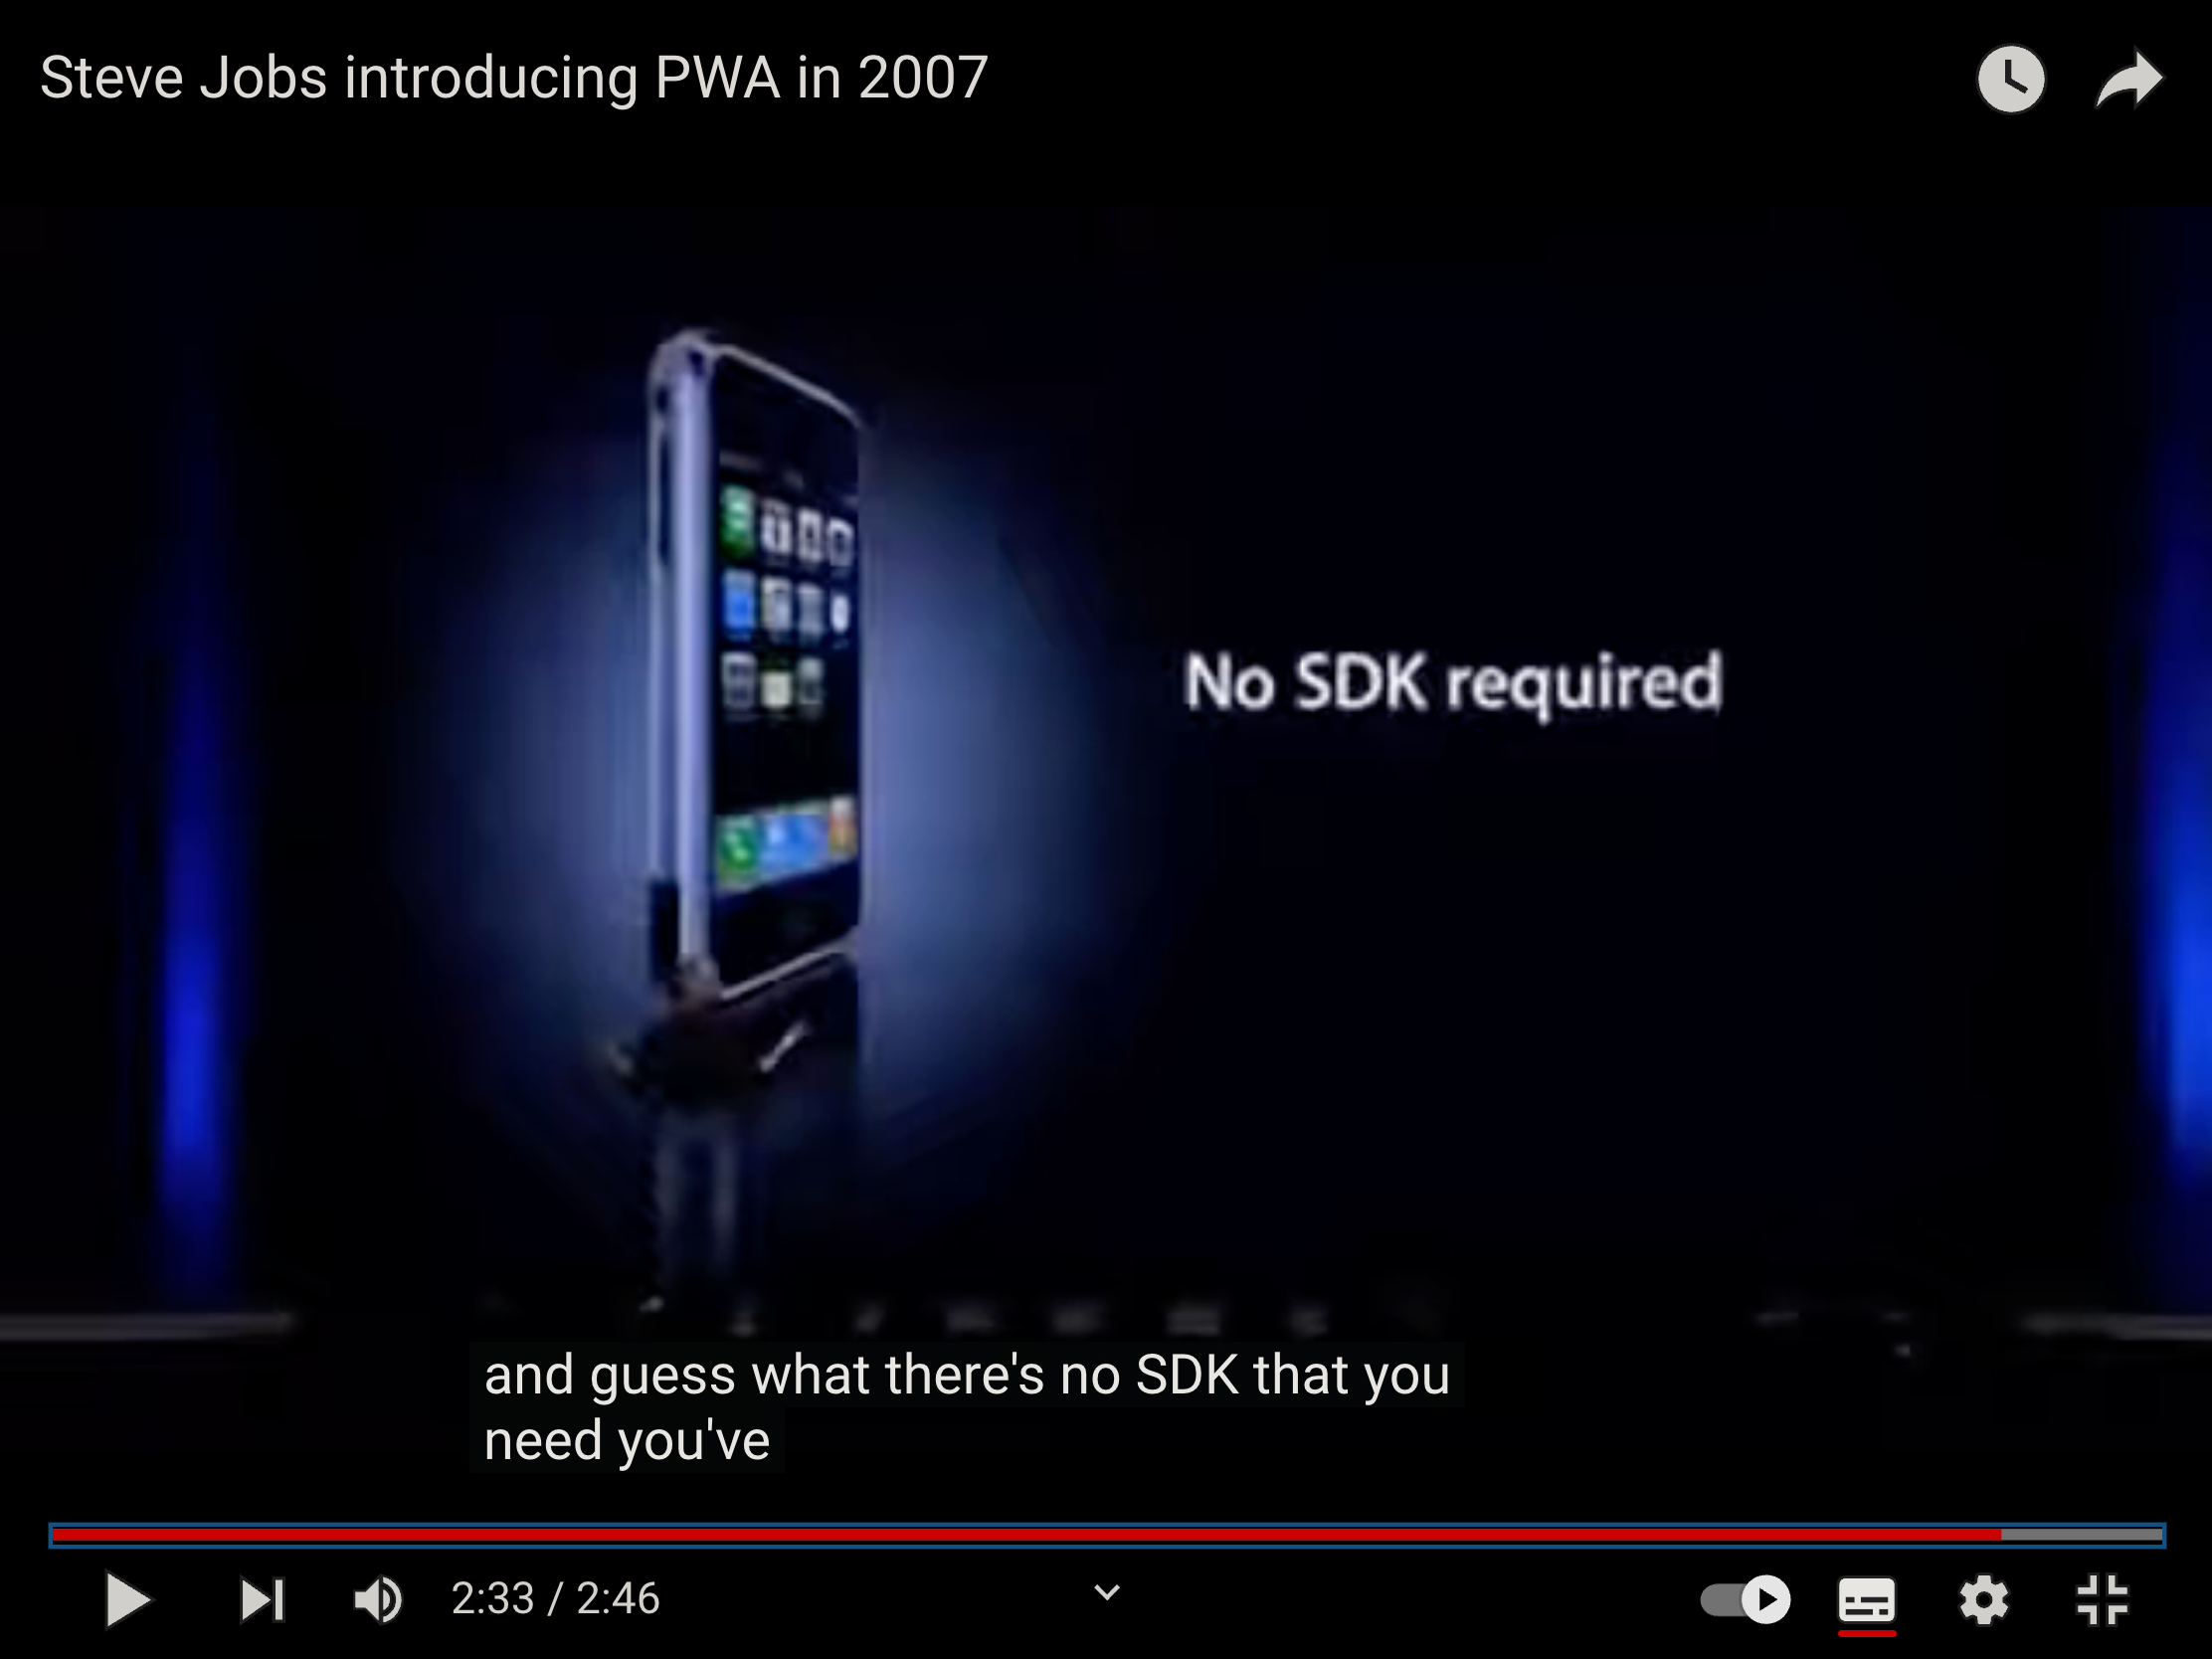 Steve Jobs introducing PWA in 2007
No SDK required
and guess what there's no SDK that you
need you've
2:33 / 2:46